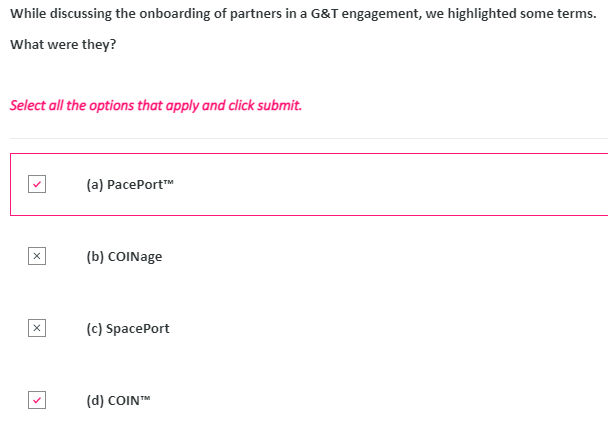 While discussing the onboarding of partners in a G&T engagement, we highlighted some terms.
What were they?
Select all the options that apply and click submit.
(a) PacePort™
(b) COINage
(c) SpacePort
(d) COIN™